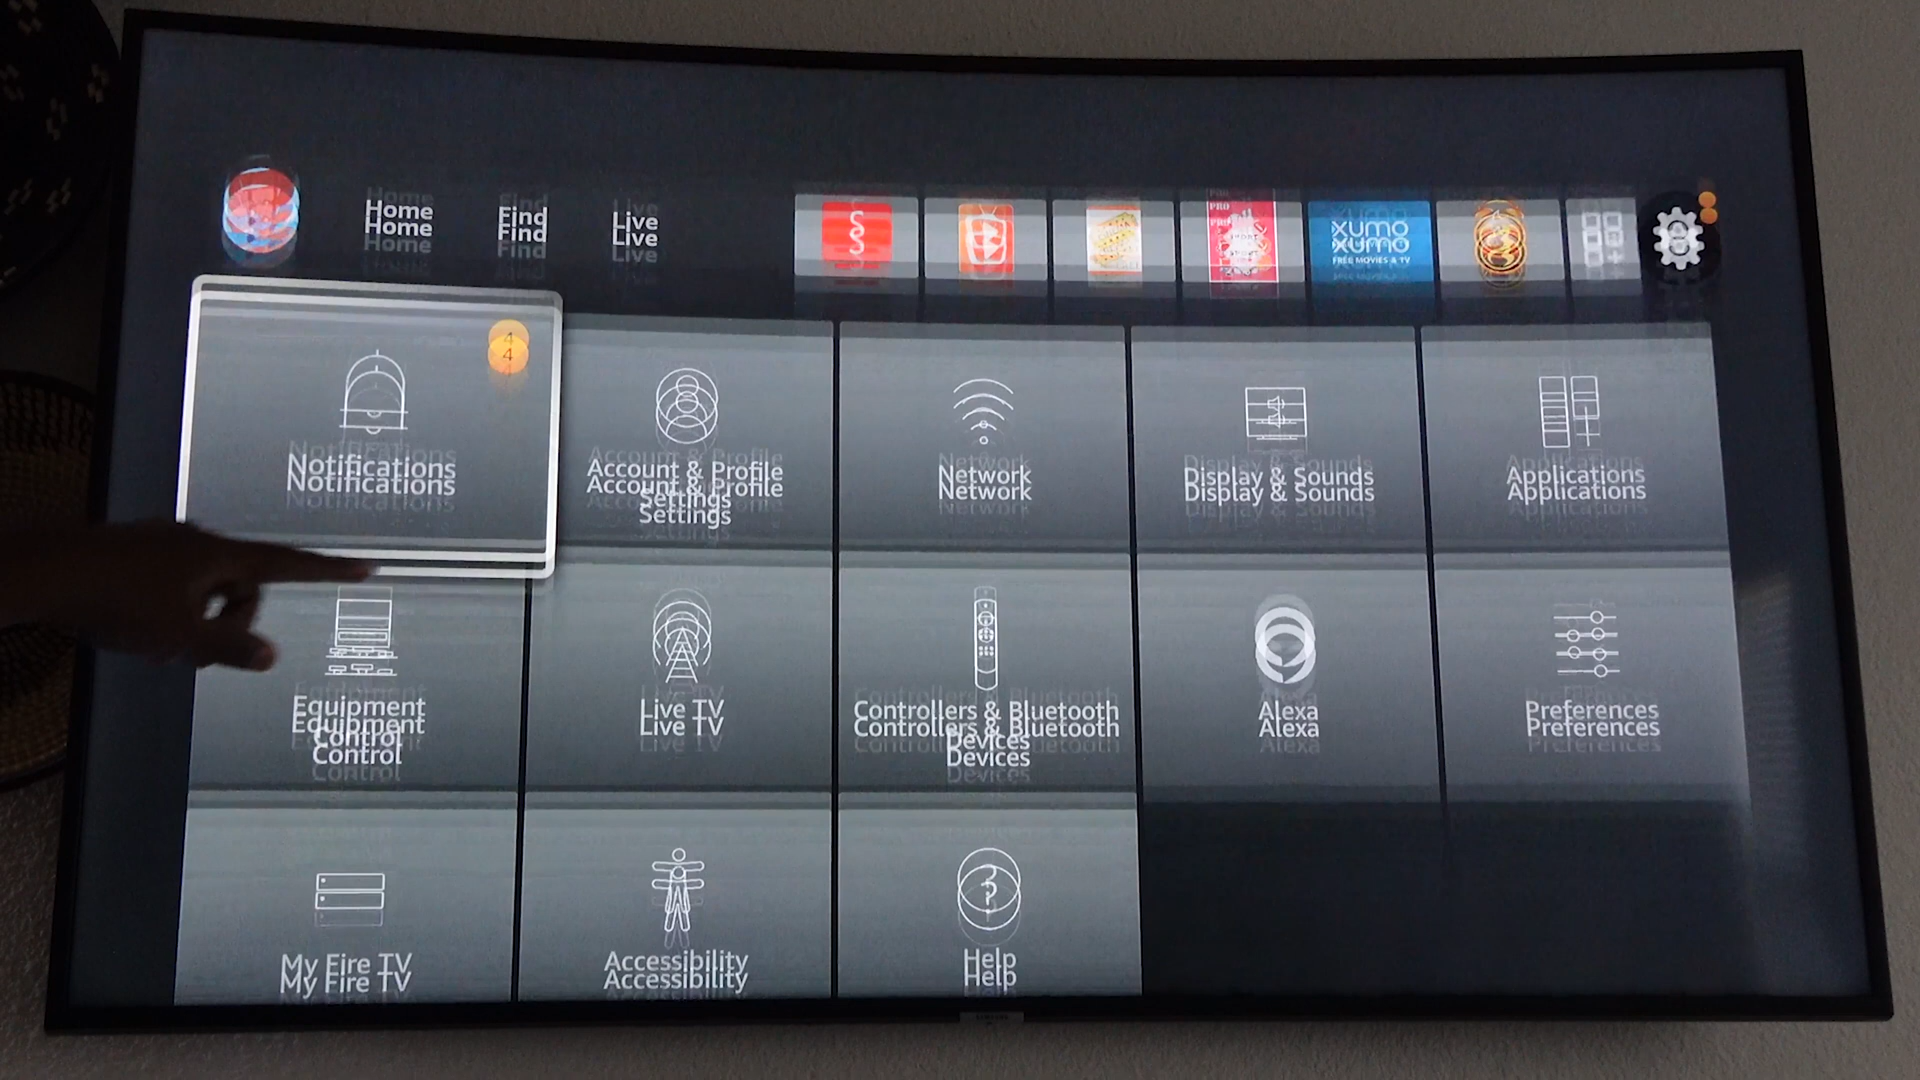 Home
Find
Live
PRO
xumo
FREE MOVIES & TV
4
Notifications
Account & Profile
Settings
Network
Display & Sounds
Applications
Equipment
Control
Live TV
Controllers & Bluetooth
Devices
Alexa
Preferences
My Fire TV
Accessibility
Help